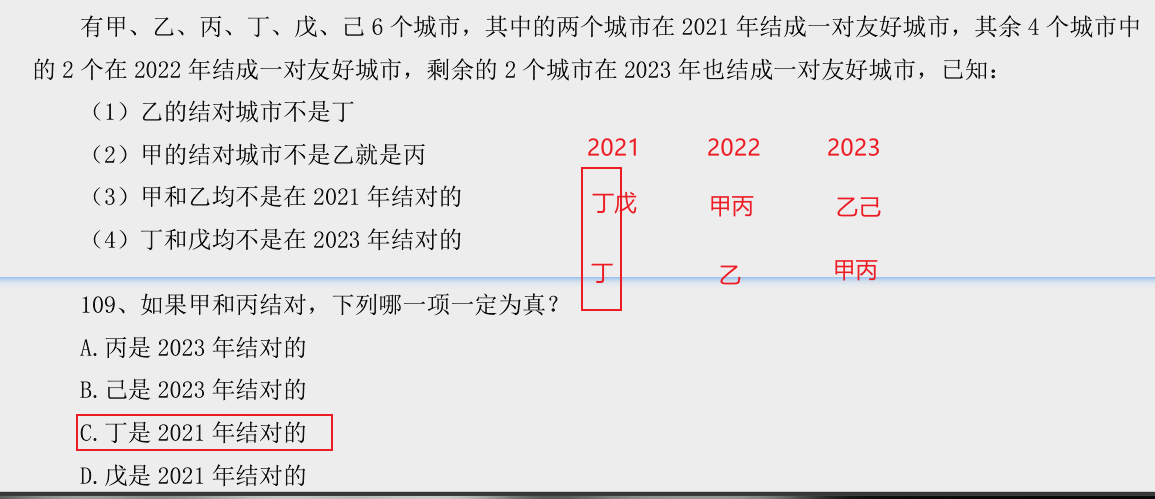 有甲、乙、丙、丁、戊、己 6 个城市，其中的两个城市在 2021 年结成一对友好城市，其余 4 个城市中
的 2 个在 2022 年结成一对友好城市，剩余的 2 个城市在 2023 年也结成一对友好城市，已知：
（1）乙的结对城市不是丁
（2）甲的结对城市不是乙就是丙
（3）甲和乙均不是在 2021 年结对的
（4）丁和戊均不是在 2023 年结对的
2021 2022 2023
丁戊 甲丙 乙己
丁 乙 甲丙
109、如果甲和丙结对，下列哪一项一定为真？
A.丙是 2023 年结对的
B.己是 2023 年结对的
C.丁是 2021 年结对的
D.戊是 2021 年结对的